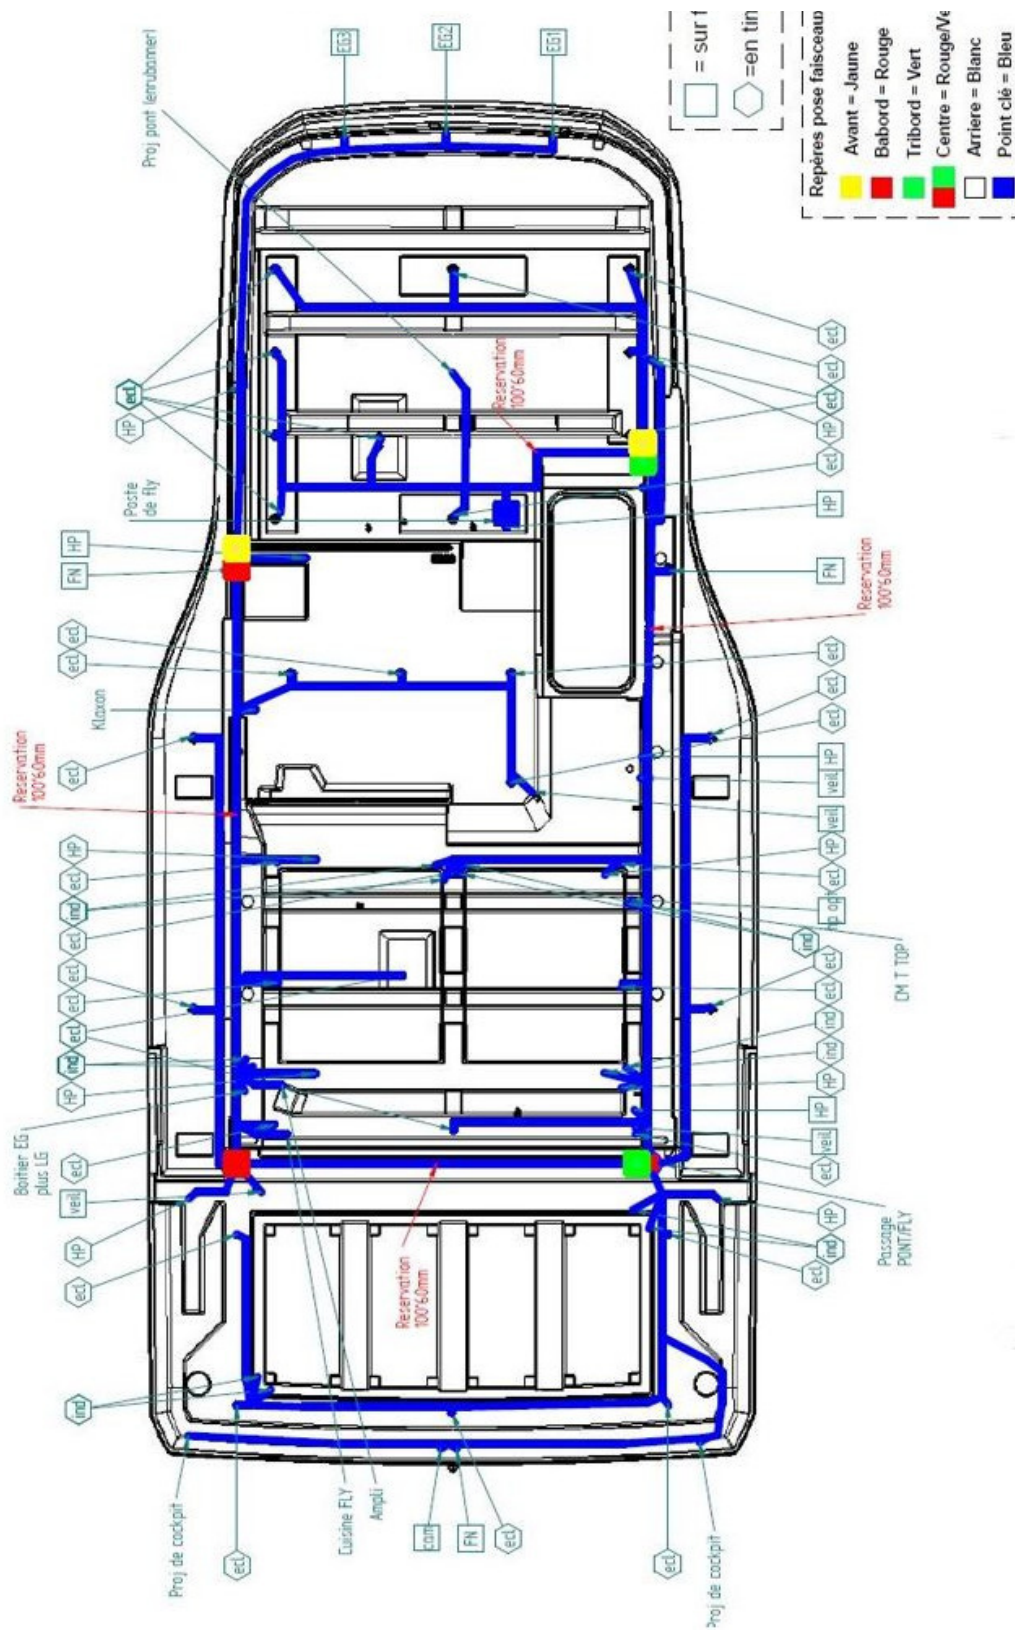 EG3
EG2
EG1
Proj pont (enrubanner)
= sur f
=en tin
Repères pose faisceaux
Avant = Jaune
Babord = Rouge
Tribord = Vert
Centre = Rouge/Ve
Arriere = Blanc
Point clé = Bleu
ecl
HP
Poste
de fly
HP
FN
ecl
ecl
Klaxon
ecl
Reservation
100*60mm
HP
ecl
ind
ecl
ecl
ecl
ecl
ind
HP
Boitier EG
plus LG
ecl
veil
HP
ecl
ind
Reservation
100*60mm
ecl
ecl
ecl
HP
ecl
HP
FN
Reservation
100*60mm
ecl
ecl
ecl
HP
veil
veil
HP
ecl
hp opt
ind
CM T TOP
ecl
ecl
ind
ind
HP
HP
veil
ecl
Passage
PONT/FLY
HP
ind
ecl
Reservation
100*60mm
Proj de cockpit
ecl
Cuisine FLY
Ampli
cam
FN
ecl
ecl
Proj de cockpit